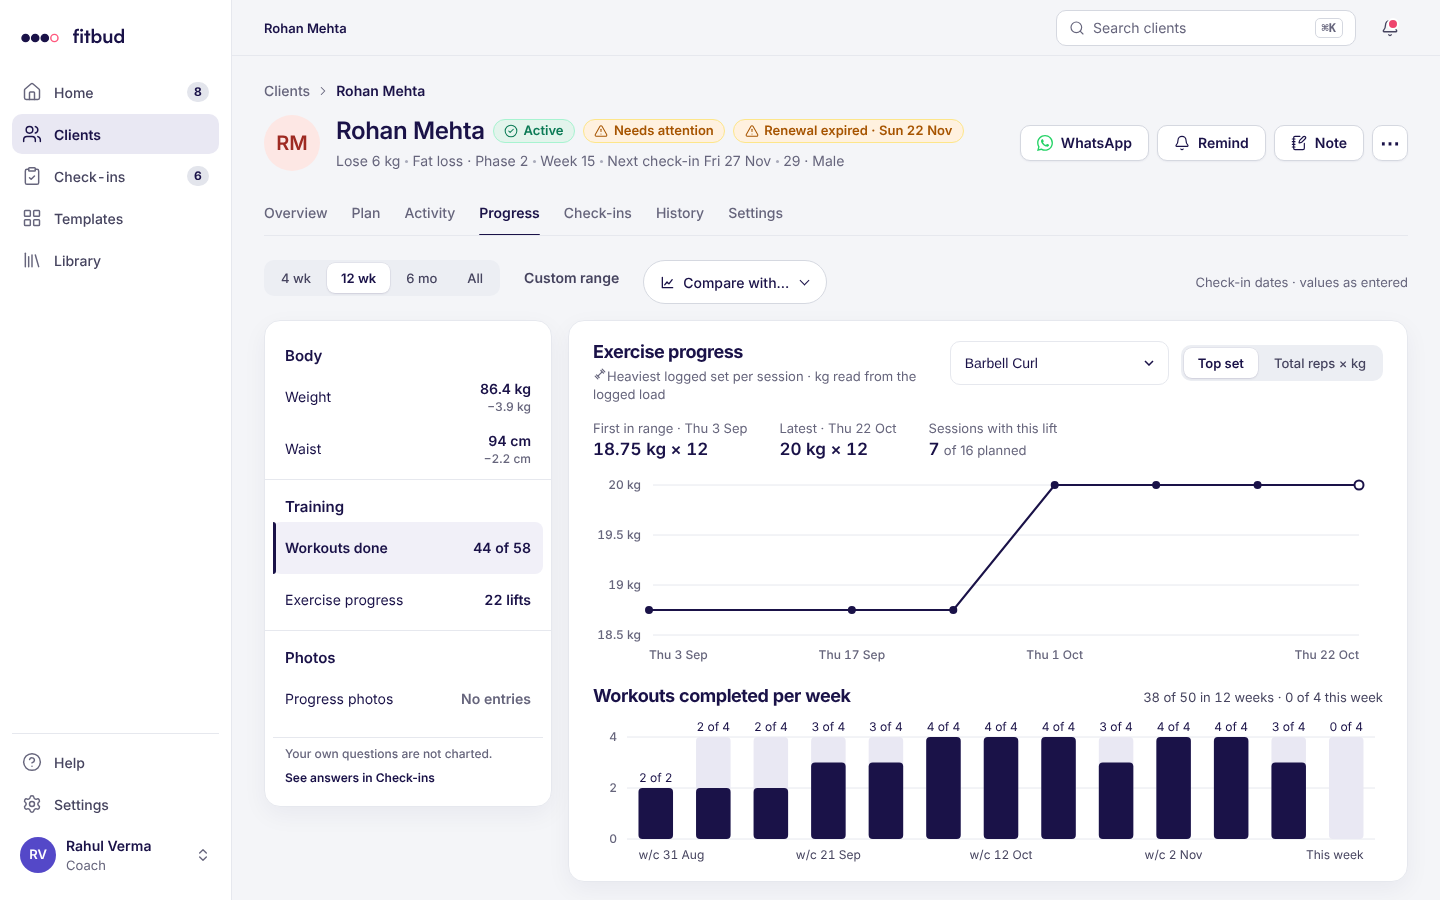 fitbud
Home 8
Clients
Check-ins 6
Templates
Library
Help
Settings
RV
Rahul Verma
Coach
Rohan Mehta
Search clients ⌘K
Clients › Rohan Mehta
RM
Rohan Mehta Active Needs attention Renewal expired · Sun 22 Nov
Lose 6 kg · Fat loss · Phase 2 · Week 15 · Next check-in Fri 27 Nov · 29 · Male
WhatsApp Remind Note
Overview Plan Activity Progress Check-ins History Settings
4 wk 12 wk 6 mo All Custom range Compare with... Check-in dates · values as entered
Body
Weight 86.4 kg
−3.9 kg
Waist 94 cm
−2.2 cm
Training
Workouts done 44 of 58
Exercise progress 22 lifts
Photos
Progress photos No entries
Your own questions are not charted.
See answers in Check-ins
Exercise progress
Heaviest logged set per session · kg read from the
logged load
Barbell Curl
Top set Total reps × kg
First in range · Thu 3 Sep Latest · Thu 22 Oct Sessions with this lift
18.75 kg × 12 20 kg × 12 7 of 16 planned
20 kg
19.5 kg
19 kg
18.5 kg
Thu 3 Sep Thu 17 Sep Thu 1 Oct Thu 22 Oct
Workouts completed per week 38 of 50 in 12 weeks · 0 of 4 this week
2 of 4 2 of 4 3 of 4 3 of 4 4 of 4 4 of 4 4 of 4 3 of 4 4 of 4 4 of 4 3 of 4 0 of 4
4
2 of 2
2
0
w/c 31 Aug w/c 21 Sep w/c 12 Oct w/c 2 Nov This week